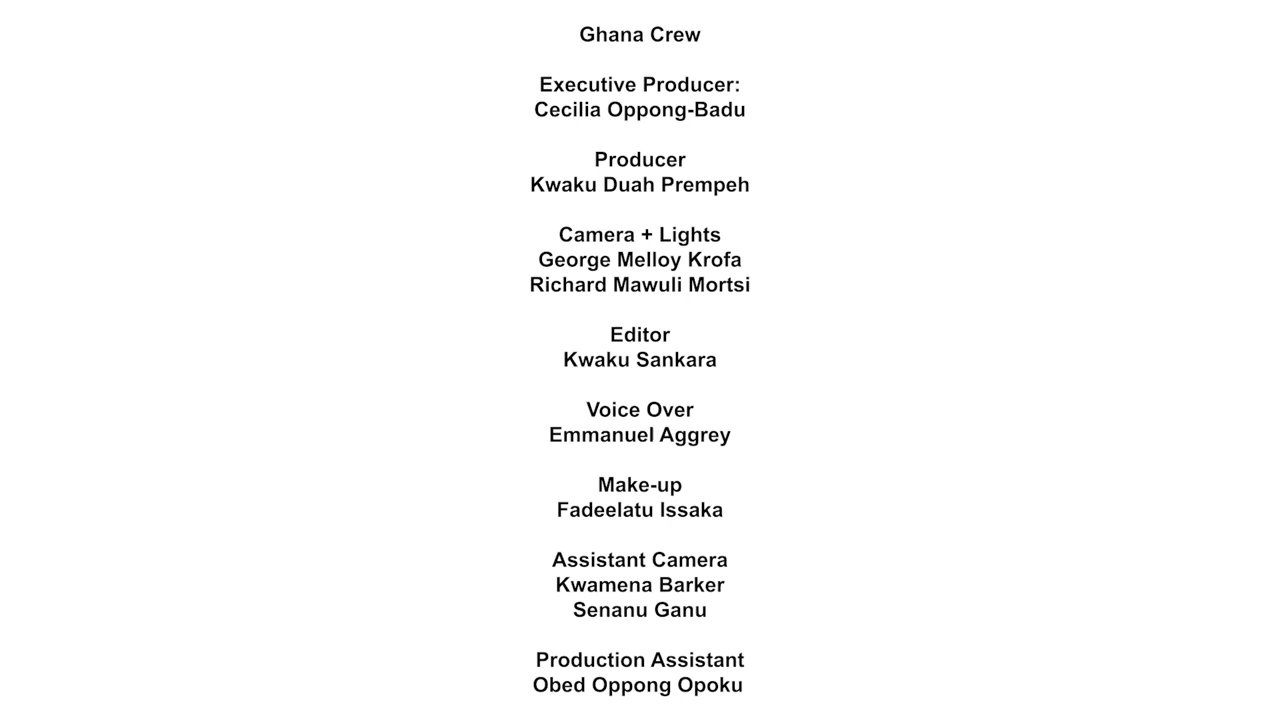 Ghana Crew
Executive Producer:
Cecilia Oppong-Badu
Producer
Kwaku Duah Prempeh
Camera + Lights
George Melloy Krofa
Richard Mawuli Mortsi
Editor
Kwaku Sankara
Voice Over
Emmanuel Aggrey
Make-up
Fadeelatu Issaka
Assistant Camera
Kwamena Barker
Senanu Ganu
Production Assistant
Obed Oppong Opoku